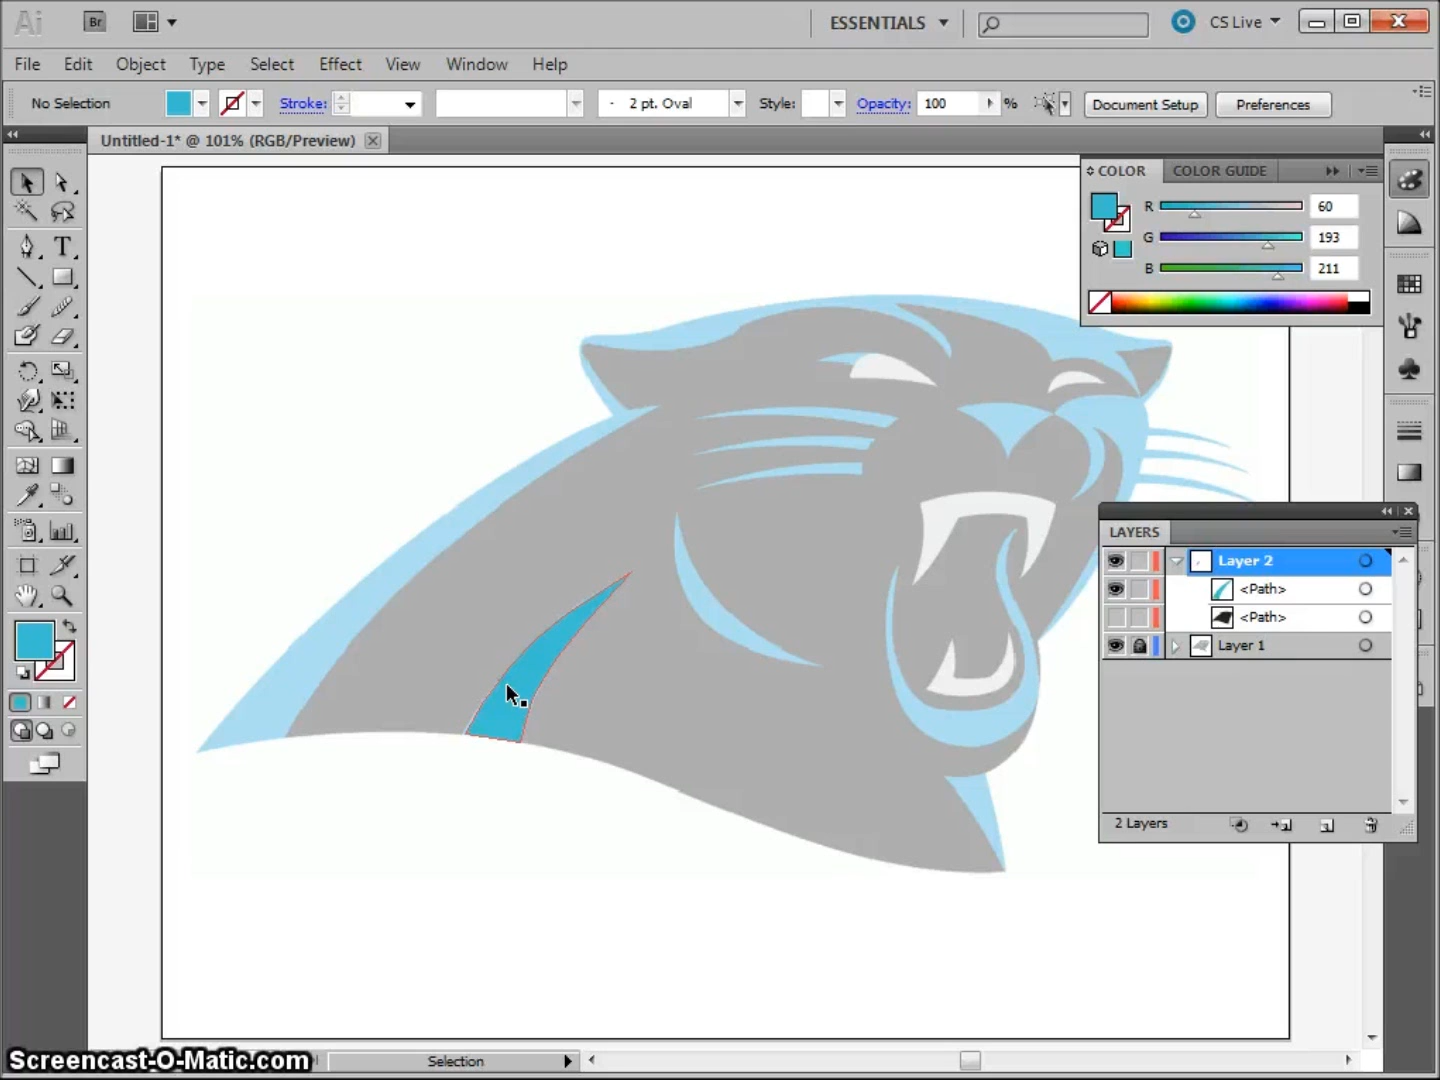 Ai Br ESSENTIALS CS Live
File Edit Object Type Select Effect View Window Help
No Selection Stroke: 2 pt. Oval Style: Opacity: 100 % Document Setup Preferences
Untitled-1* @ 101% (RGB/Preview)
COLOR COLOR GUIDE
R 60
G 193
B 211
LAYERS
Layer 2
<Path>
<Path>
Layer 1
2 Layers
Selection
Screencast-O-Matic.com